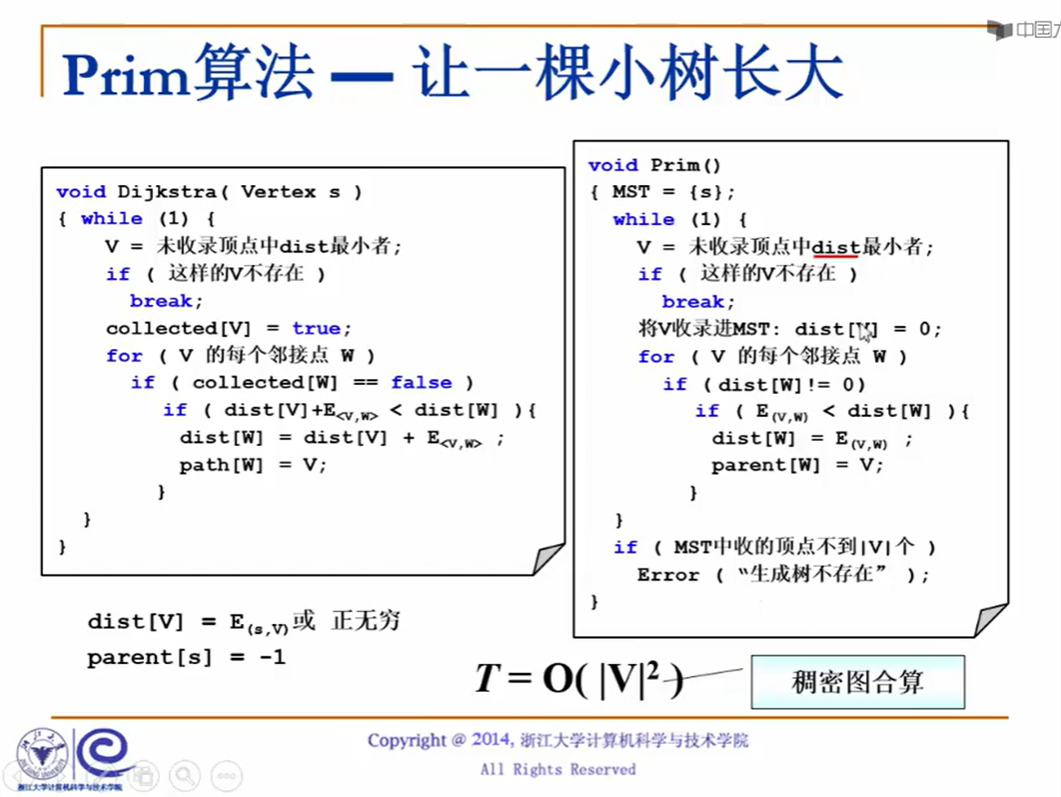 中国大
Prim算法 — 让一棵小树长大
void Dijkstra( Vertex s )
{ while (1) {
V = 未收录顶点中dist最小者;
if ( 这样的V不存在 )
break;
collected[V] = true;
for ( V 的每个邻接点 W )
if ( collected[W] == false )
if ( dist[V]+E<V,W> < dist[W] ){
dist[W] = dist[V] + E<V,W> ;
path[W] = V;
}
}
}
void Prim()
{ MST = {s};
while (1) {
V = 未收录顶点中dist最小者;
if ( 这样的V不存在 )
break;
将V收录进MST: dist[V] = 0;
for ( V 的每个邻接点 W )
if ( dist[W]!= 0)
if ( E(V,W) < dist[W] ){
dist[W] = E(V,W) ;
parent[W] = V;
}
}
if ( MST中收的顶点不到|V|个 )
Error ( “生成树不存在” );
}
dist[V] = E(s,V)或 正无穷
parent[s] = -1
T = O( |V|² )
稠密图合算
Copyright @ 2014, 浙江大学计算机科学与技术学院
All Rights Reserved
浙江大学计算机科学与技术学院